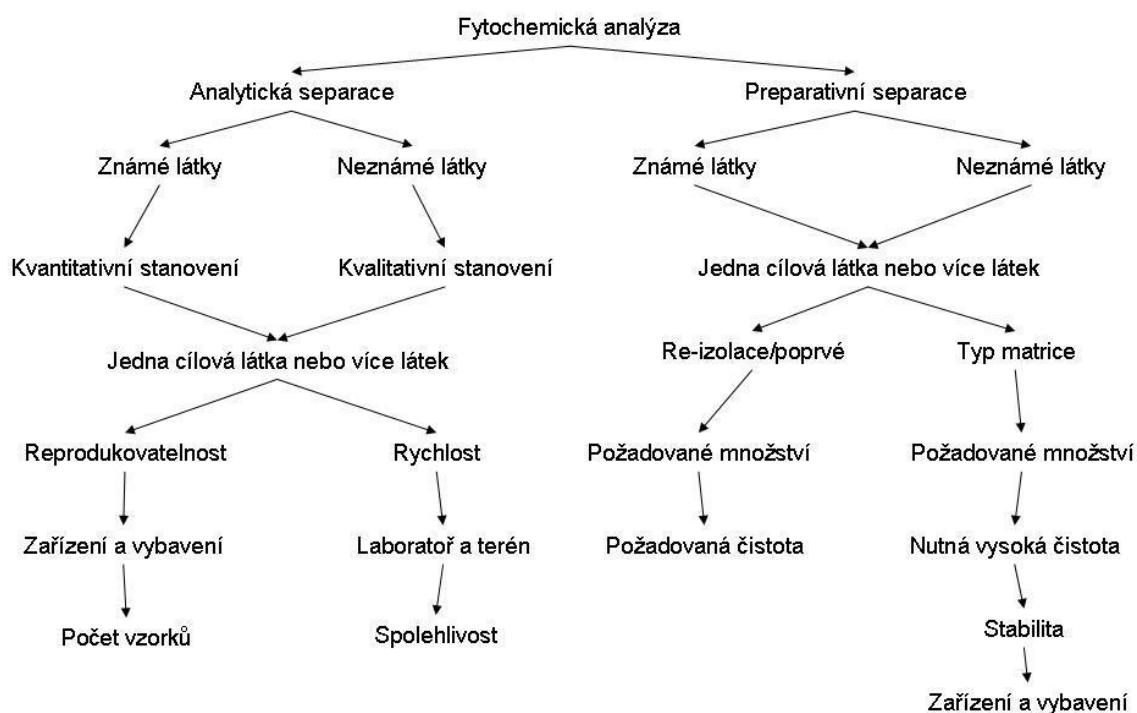 Fytochemická analýza
Analytická separace
Preparativní separace
Známé látky
Neznámé látky
Známé látky
Neznámé látky
Kvantitativní stanovení
Kvalitativní stanovení
Jedna cílová látka nebo více látek
Jedna cílová látka nebo více látek
Re-izolace/poprvé
Typ matrice
Reprodukovatelnost
Rychlost
Požadované množství
Požadované množství
Zařízení a vybavení
Laboratoř a terén
Požadovaná čistota
Nutná vysoká čistota
Počet vzorků
Spolehlivost
Stabilita
Zařízení a vybavení